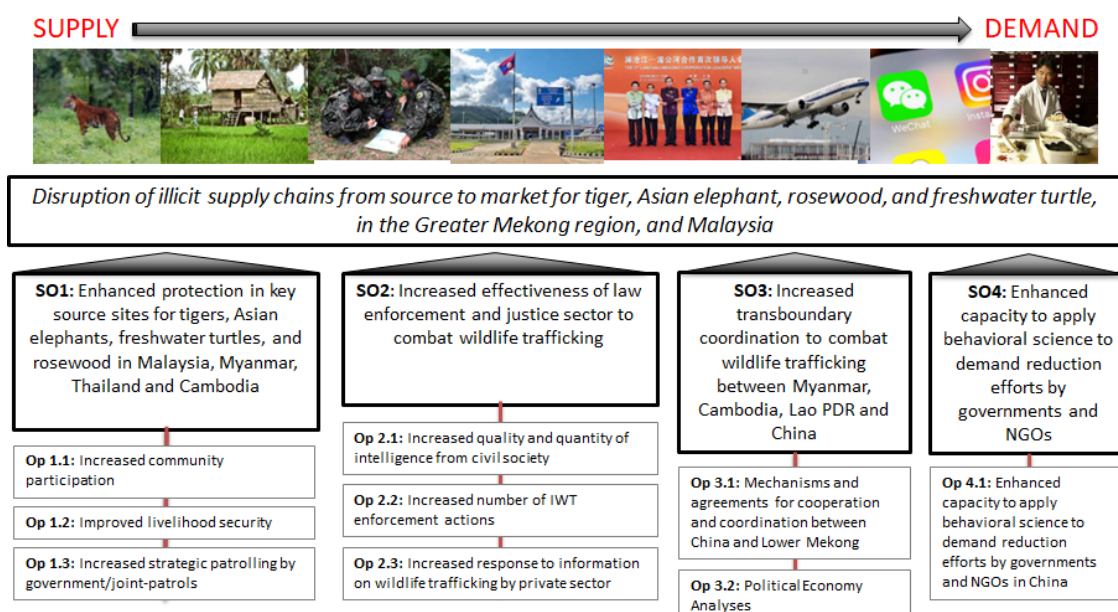 SUPPLY
DEMAND
WeChat
Disruption of illicit supply chains from source to market for tiger, Asian elephant, rosewood, and freshwater turtle,
in the Greater Mekong region, and Malaysia
SO1: Enhanced protection in key
source sites for tigers, Asian
elephants, freshwater turtles, and
rosewood in Malaysia, Myanmar,
Thailand and Cambodia
Op 1.1: Increased community
participation
Op 1.2: Improved livelihood security
Op 1.3: Increased strategic patrolling by
government/joint-patrols
SO2: Increased effectiveness of law
enforcement and justice sector to
combat wildlife trafficking
Op 2.1: Increased quality and quantity of
intelligence from civil society
Op 2.2: Increased number of IWT
enforcement actions
Op 2.3: Increased response to information
on wildlife trafficking by private sector
SO3: Increased
transboundary
coordination to combat
wildlife trafficking
between Myanmar,
Cambodia, Lao PDR and
China
Op 3.1: Mechanisms and
agreements for cooperation
and coordination between
China and Lower Mekong
Op 3.2: Political Economy
Analyses
SO4: Enhanced
capacity to apply
behavioral science to
demand reduction
efforts by
governments and
NGOs
Op 4.1: Enhanced
capacity to apply
behavioral science to
demand reduction
efforts by governments
and NGOs in China